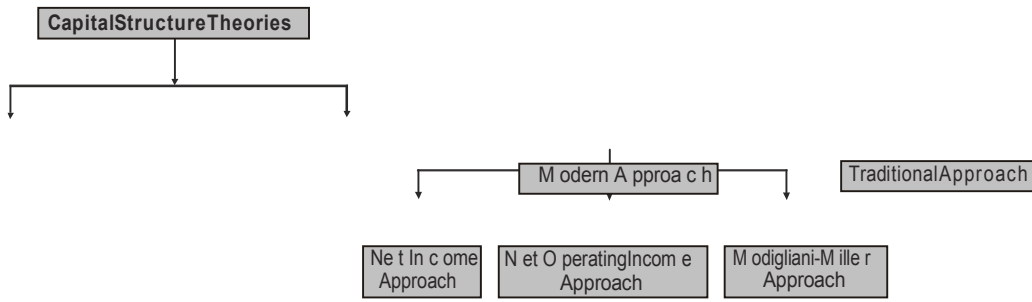 CapitalStructureTheories
M odern A pproa c h
TraditionalApproach
Ne t In c ome
Approach
N et O peratingIncom e
Approach
M odigliani-M ille r
Approach